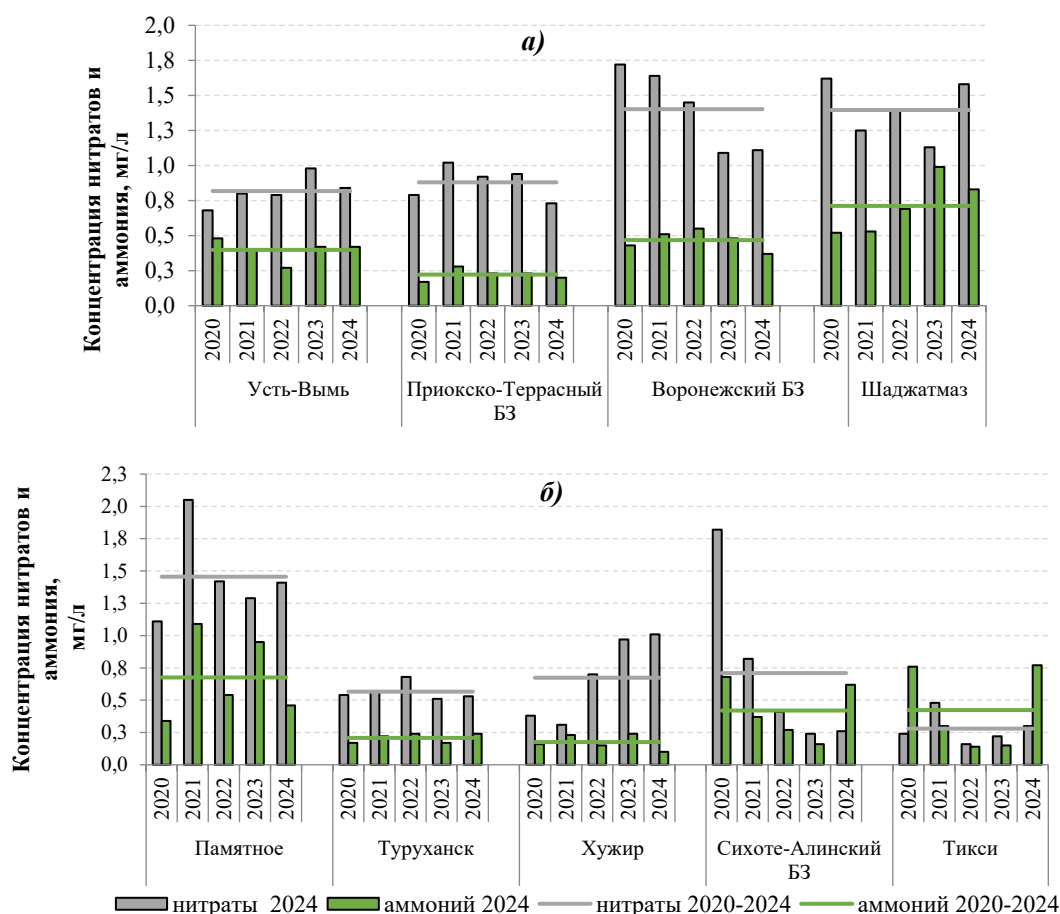 а)
Концентрация нитратов и
аммония, мг/л
2,0
1,8
1,5
1,3
1,0
0,8
0,5
0,3
0,0
2020 2021 2022 2023 2024 2020 2021 2022 2023 2024 2020 2021 2022 2023 2024 2020 2021 2022 2023 2024
Усть-Вымь Приокско-Террасный Воронежский БЗ Шаджатмаз
БЗ
б)
Концентрация нитратов и
аммония,
мг/л
2,3
2,0
1,8
1,5
1,3
1,0
0,8
0,5
0,3
0,0
2020 2021 2022 2023 2024 2020 2021 2022 2023 2024 2020 2021 2022 2023 2024 2020 2021 2022 2023 2024 2020 2021 2022 2023 2024
Памятное Туруханск Хужир Сихоте-Алинский Тикси
БЗ
нитраты 2024 аммоний 2024 нитраты 2020-2024 аммоний 2020-2024